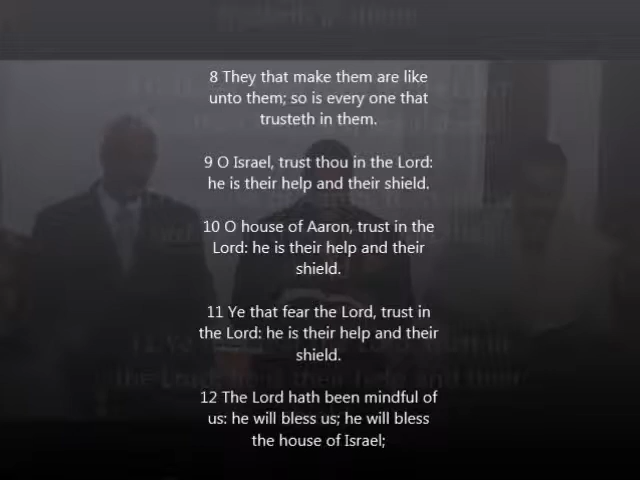 8 They that make them are like
unto them; so is every one that
trusteth in them.
9 O Israel, trust thou in the Lord:
he is their help and their shield.
10 O house of Aaron, trust in the
Lord: he is their help and their
shield.
11 Ye that fear the Lord, trust in
the Lord: he is their help and their
shield.
12 The Lord hath been mindful of
us: he will bless us; he will bless
the house of Israel;